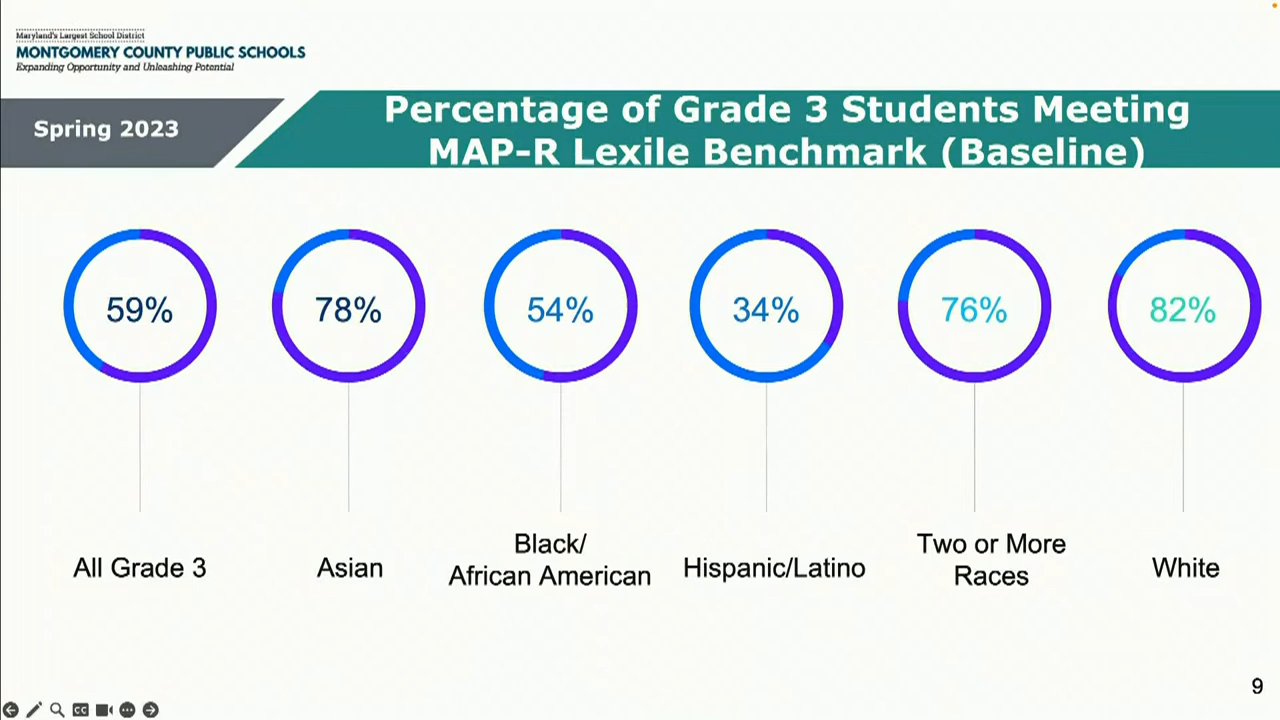 Maryland's Largest School District
MONTGOMERY COUNTY PUBLIC SCHOOLS
Expanding Opportunity and Unleashing Potential
Spring 2023
Percentage of Grade 3 Students Meeting
MAP-R Lexile Benchmark (Baseline)
59%
78%
54%
34%
76%
82%
All Grade 3
Asian
Black/
African American
Hispanic/Latino
Two or More
Races
White
9
CC